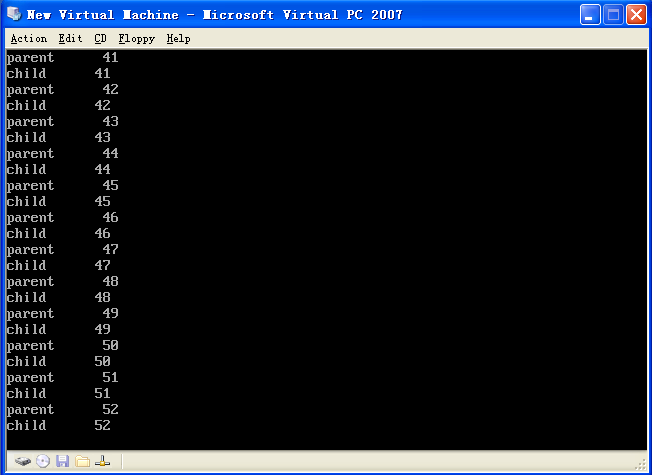 New Virtual Machine - Microsoft Virtual PC 2007
Action Edit CD Floppy Help
parent 41
child 41
parent 42
child 42
parent 43
child 43
parent 44
child 44
parent 45
child 45
parent 46
child 46
parent 47
child 47
parent 48
child 48
parent 49
child 49
parent 50
child 50
parent 51
child 51
parent 52
child 52